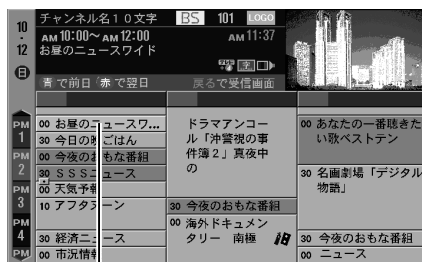 10
・
12
日
チャンネル名１０文字 BS 101 LOGO
AM 10:00～AM 12:00 AM 11:37
お昼のニュースワイド
字
青で前日 赤で翌日 戻るで受信画面
PM 1
PM 2
PM 3
PM 4
PM
00 お昼のニュースワ...
30 今日の晩ごはん
00 今夜のおもな番組
30 ＳＳＳニュース
00 天気予報
10 アフタヌーン
30 経済ニュース
00 市況情報
ドラマアンコー
ル「沖警視の事
件簿２」真夜中
の
30 今夜のおもな番組
00 海外ドキュメン
タリー 南極
00 あなたの一番聴きた
い歌ベストテン
30 名画劇場「デジタル
物語」
30 今夜のおもな番組
00 ニュース